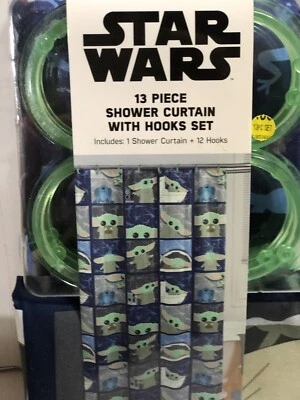 STAR
WARS
13 PIECE
SHOWER CURTAIN
WITH HOOKS SET
Includes: 1 Shower Curtain + 12 Hooks